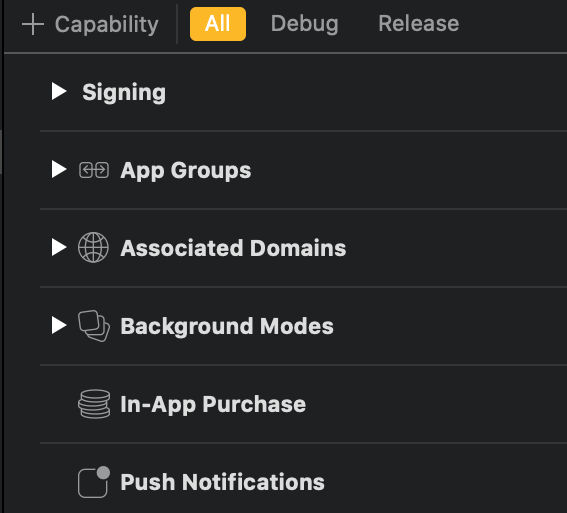 + Capability All Debug Release
Signing
App Groups
Associated Domains
Background Modes
In-App Purchase
Push Notifications